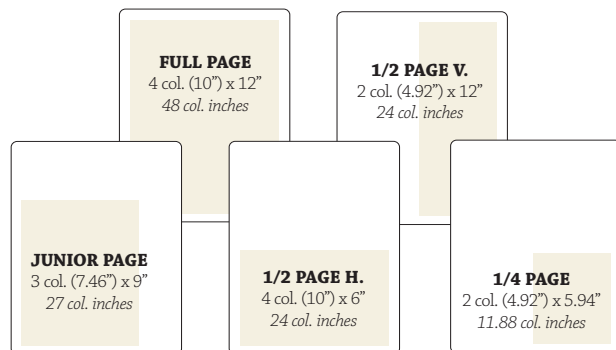 FULL PAGE
4 col. (10”) x 12”
48 col. inches
1/2 PAGE V.
2 col. (4.92”) x 12”
24 col. inches
JUNIOR PAGE
3 col. (7.46”) x 9”
27 col. inches
1/2 PAGE H.
4 col. (10”) x 6”
24 col. inches
1/4 PAGE
2 col. (4.92”) x 5.94”
11.88 col. inches